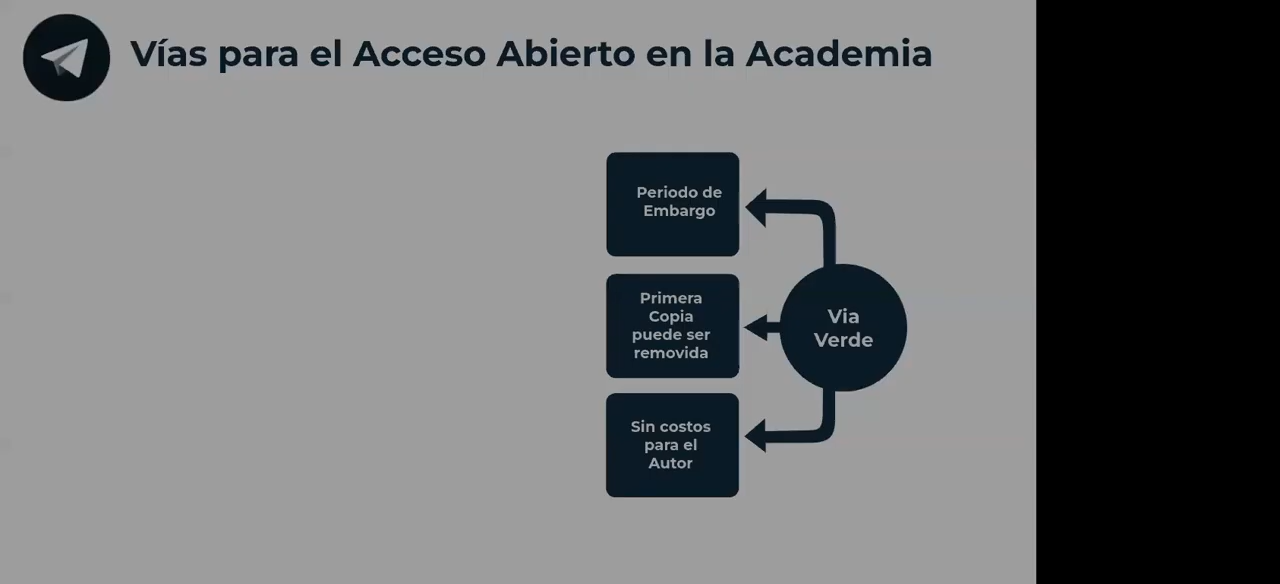 Vías para el Acceso Abierto en la Academia
Periodo de
Embargo
Primera
Copia
puede ser
removida
Sin costos
para el
Autor
Via
Verde